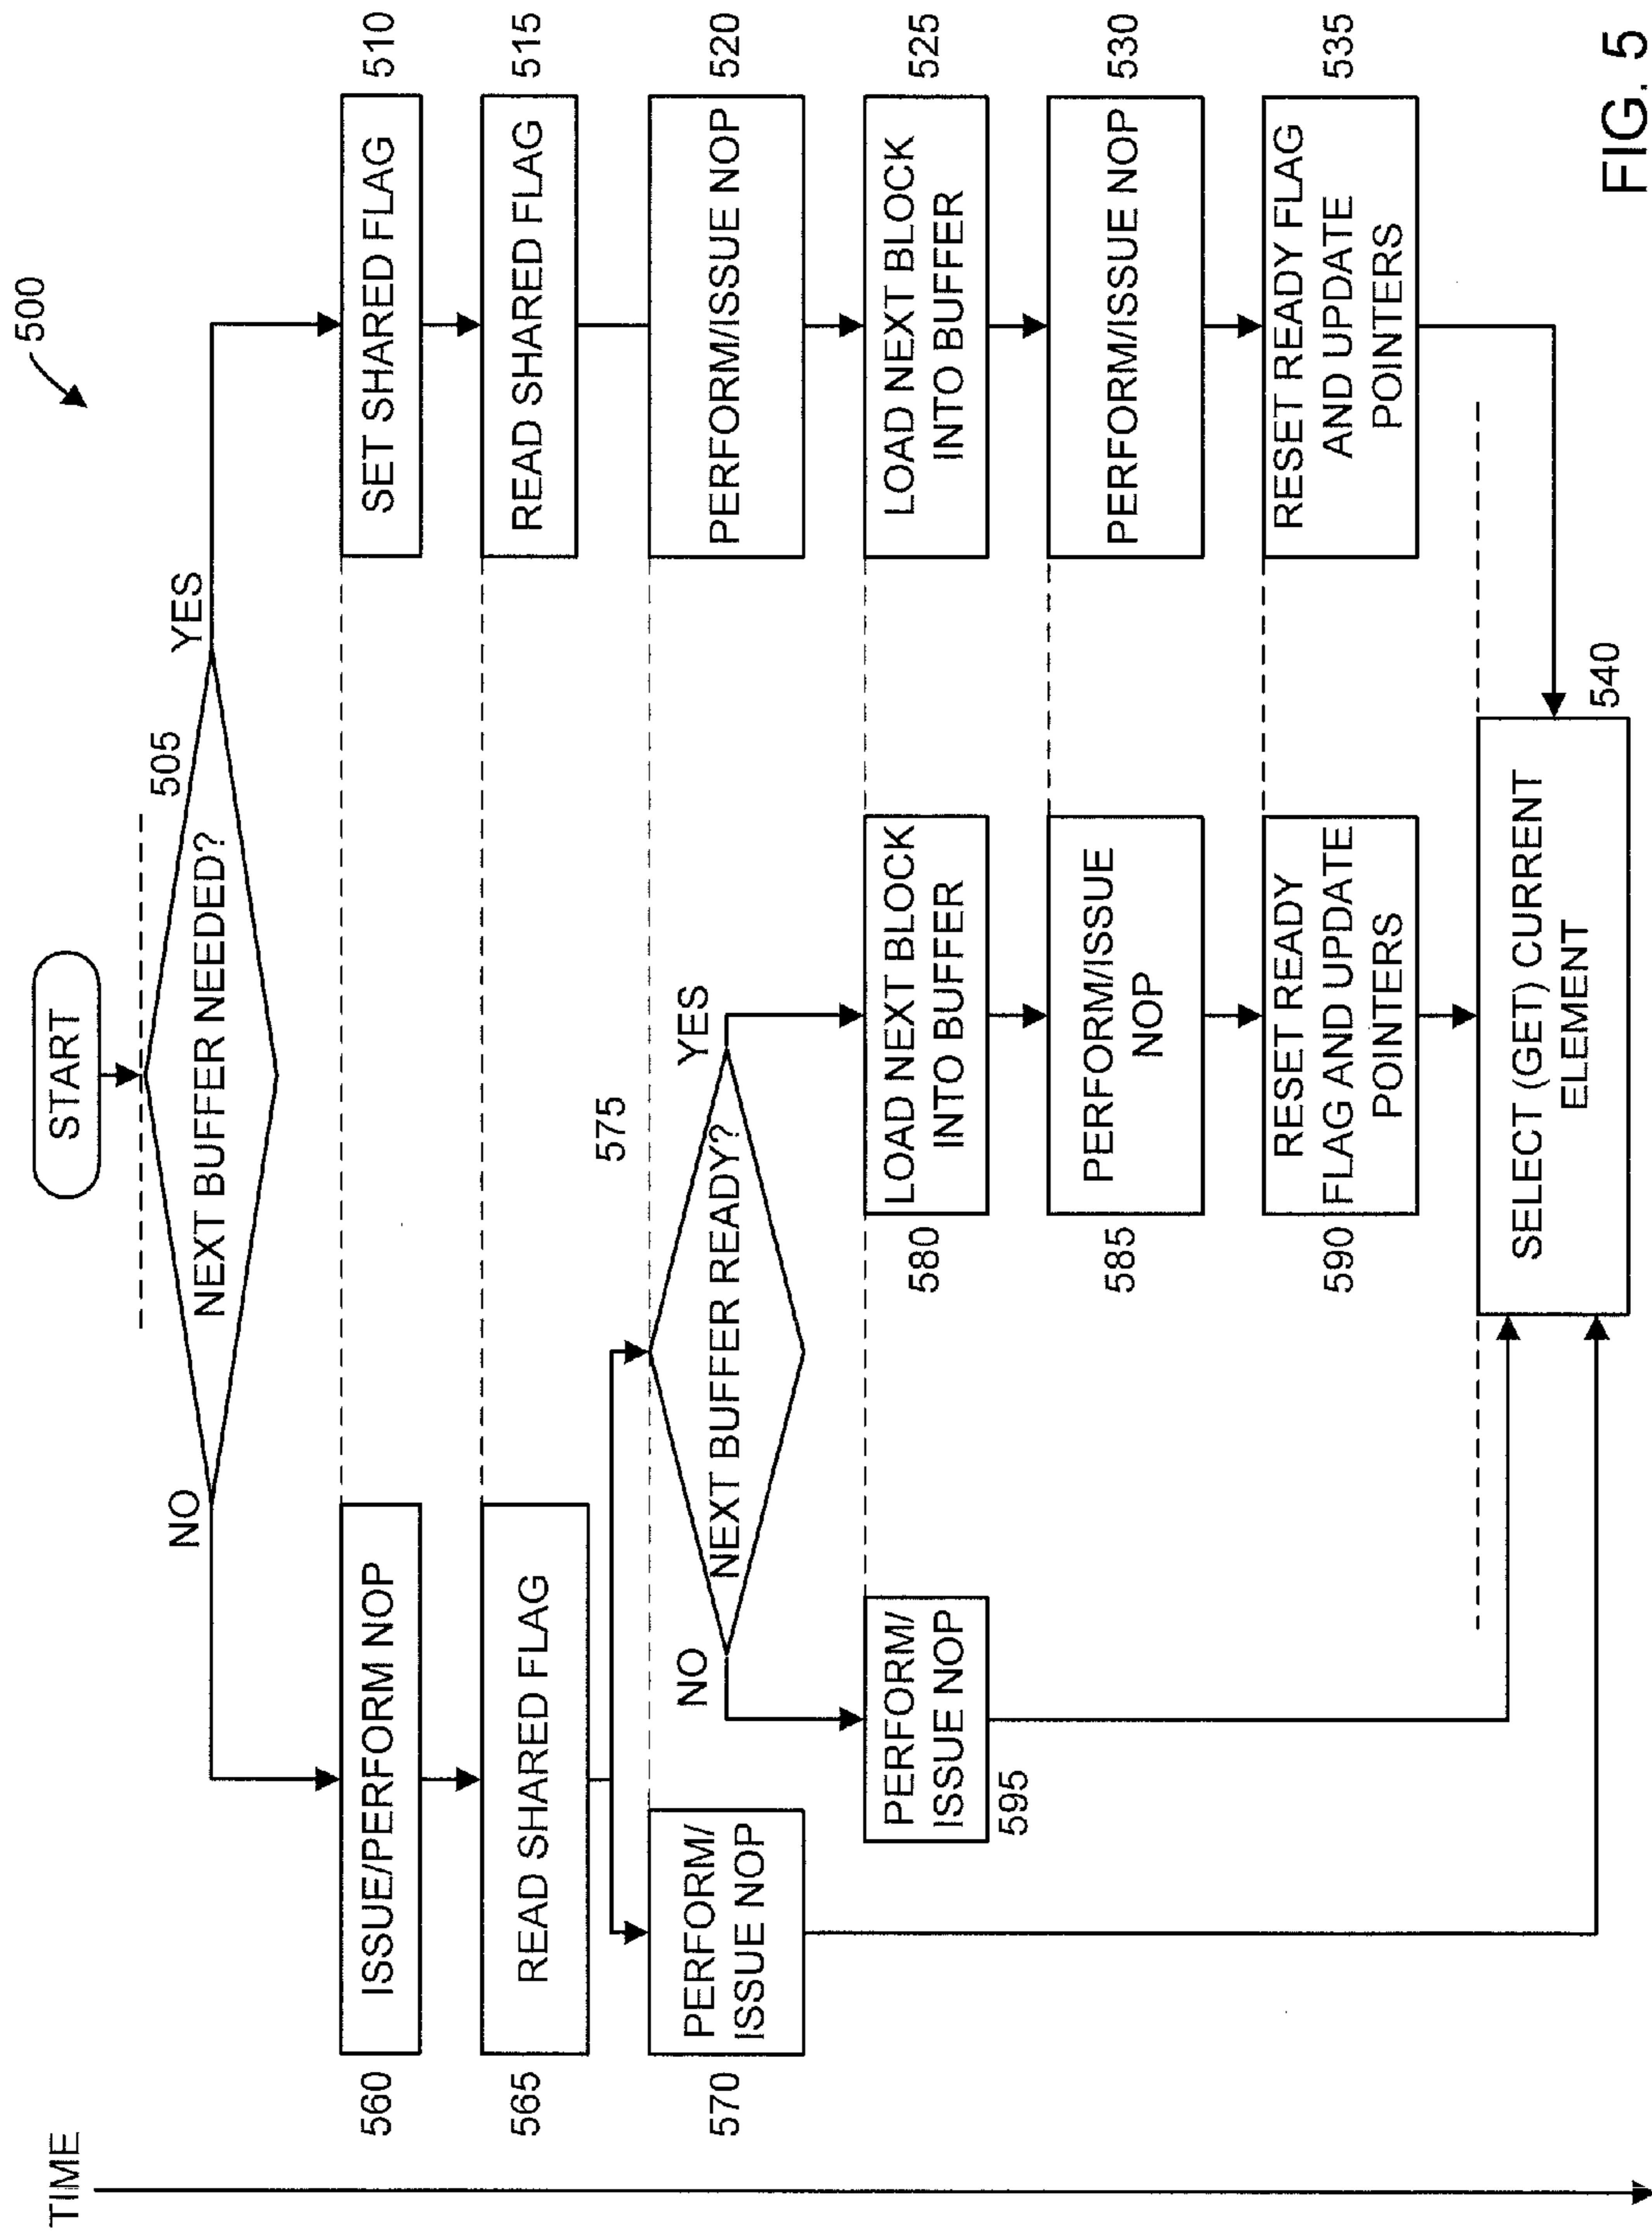 TIME
500
START
505
NEXT BUFFER NEEDED?
NO
YES
560
ISSUE/PERFORM NOP
SET SHARED FLAG
510
565
READ SHARED FLAG
READ SHARED FLAG
515
575
570
PERFORM/
ISSUE NOP
NO
NEXT BUFFER READY?
YES
PERFORM/ISSUE NOP
520
PERFORM/
ISSUE NOP
595
580
LOAD NEXT BLOCK
INTO BUFFER
LOAD NEXT BLOCK
INTO BUFFER
525
585
PERFORM/ISSUE
NOP
PERFORM/ISSUE NOP
530
590
RESET READY
FLAG AND UPDATE
POINTERS
RESET READY FLAG
AND UPDATE
POINTERS
535
SELECT (GET) CURRENT
ELEMENT
540
FIG. 5